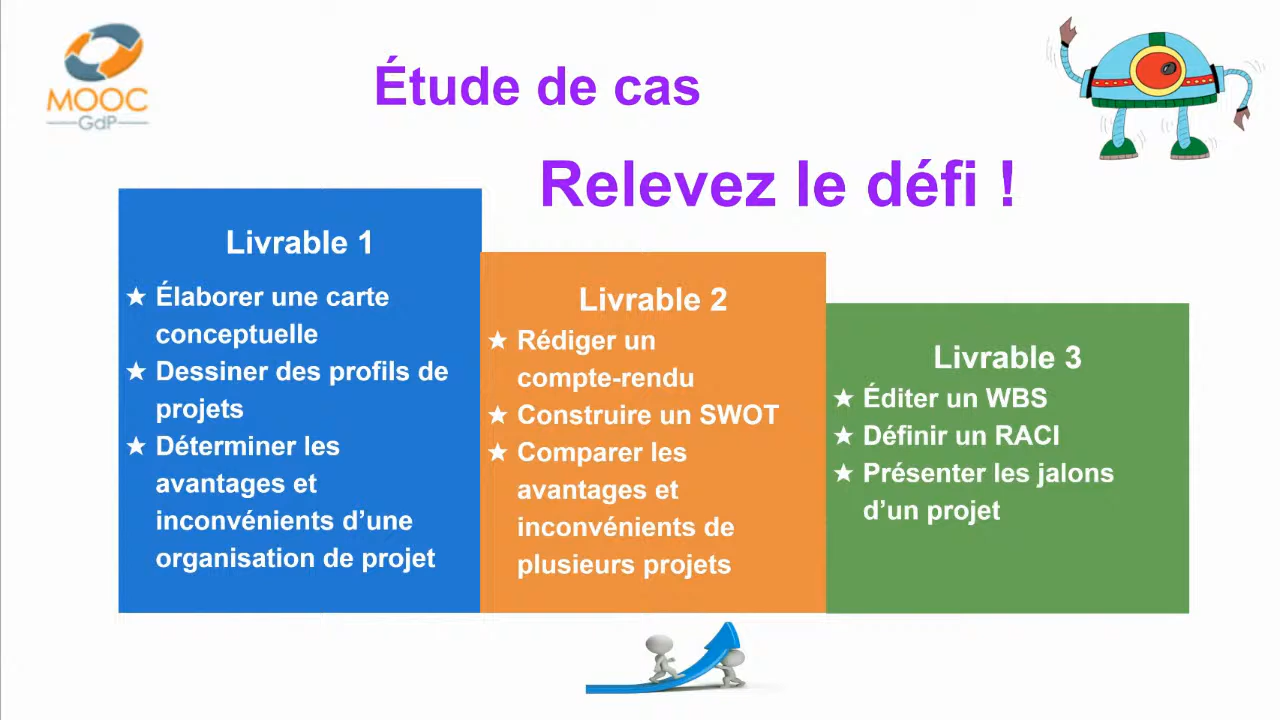 MOOC
GdP
Étude de cas
Relevez le défi !
Livrable 1
★ Élaborer une carte
conceptuelle
★ Dessiner des profils de
projets
★ Déterminer les
avantages et
inconvénients d’une
organisation de projet
Livrable 2
★ Rédiger un
compte-rendu
★ Construire un SWOT
★ Comparer les
avantages et
inconvénients de
plusieurs projets
Livrable 3
★ Éditer un WBS
★ Définir un RACI
★ Présenter les jalons
d’un projet